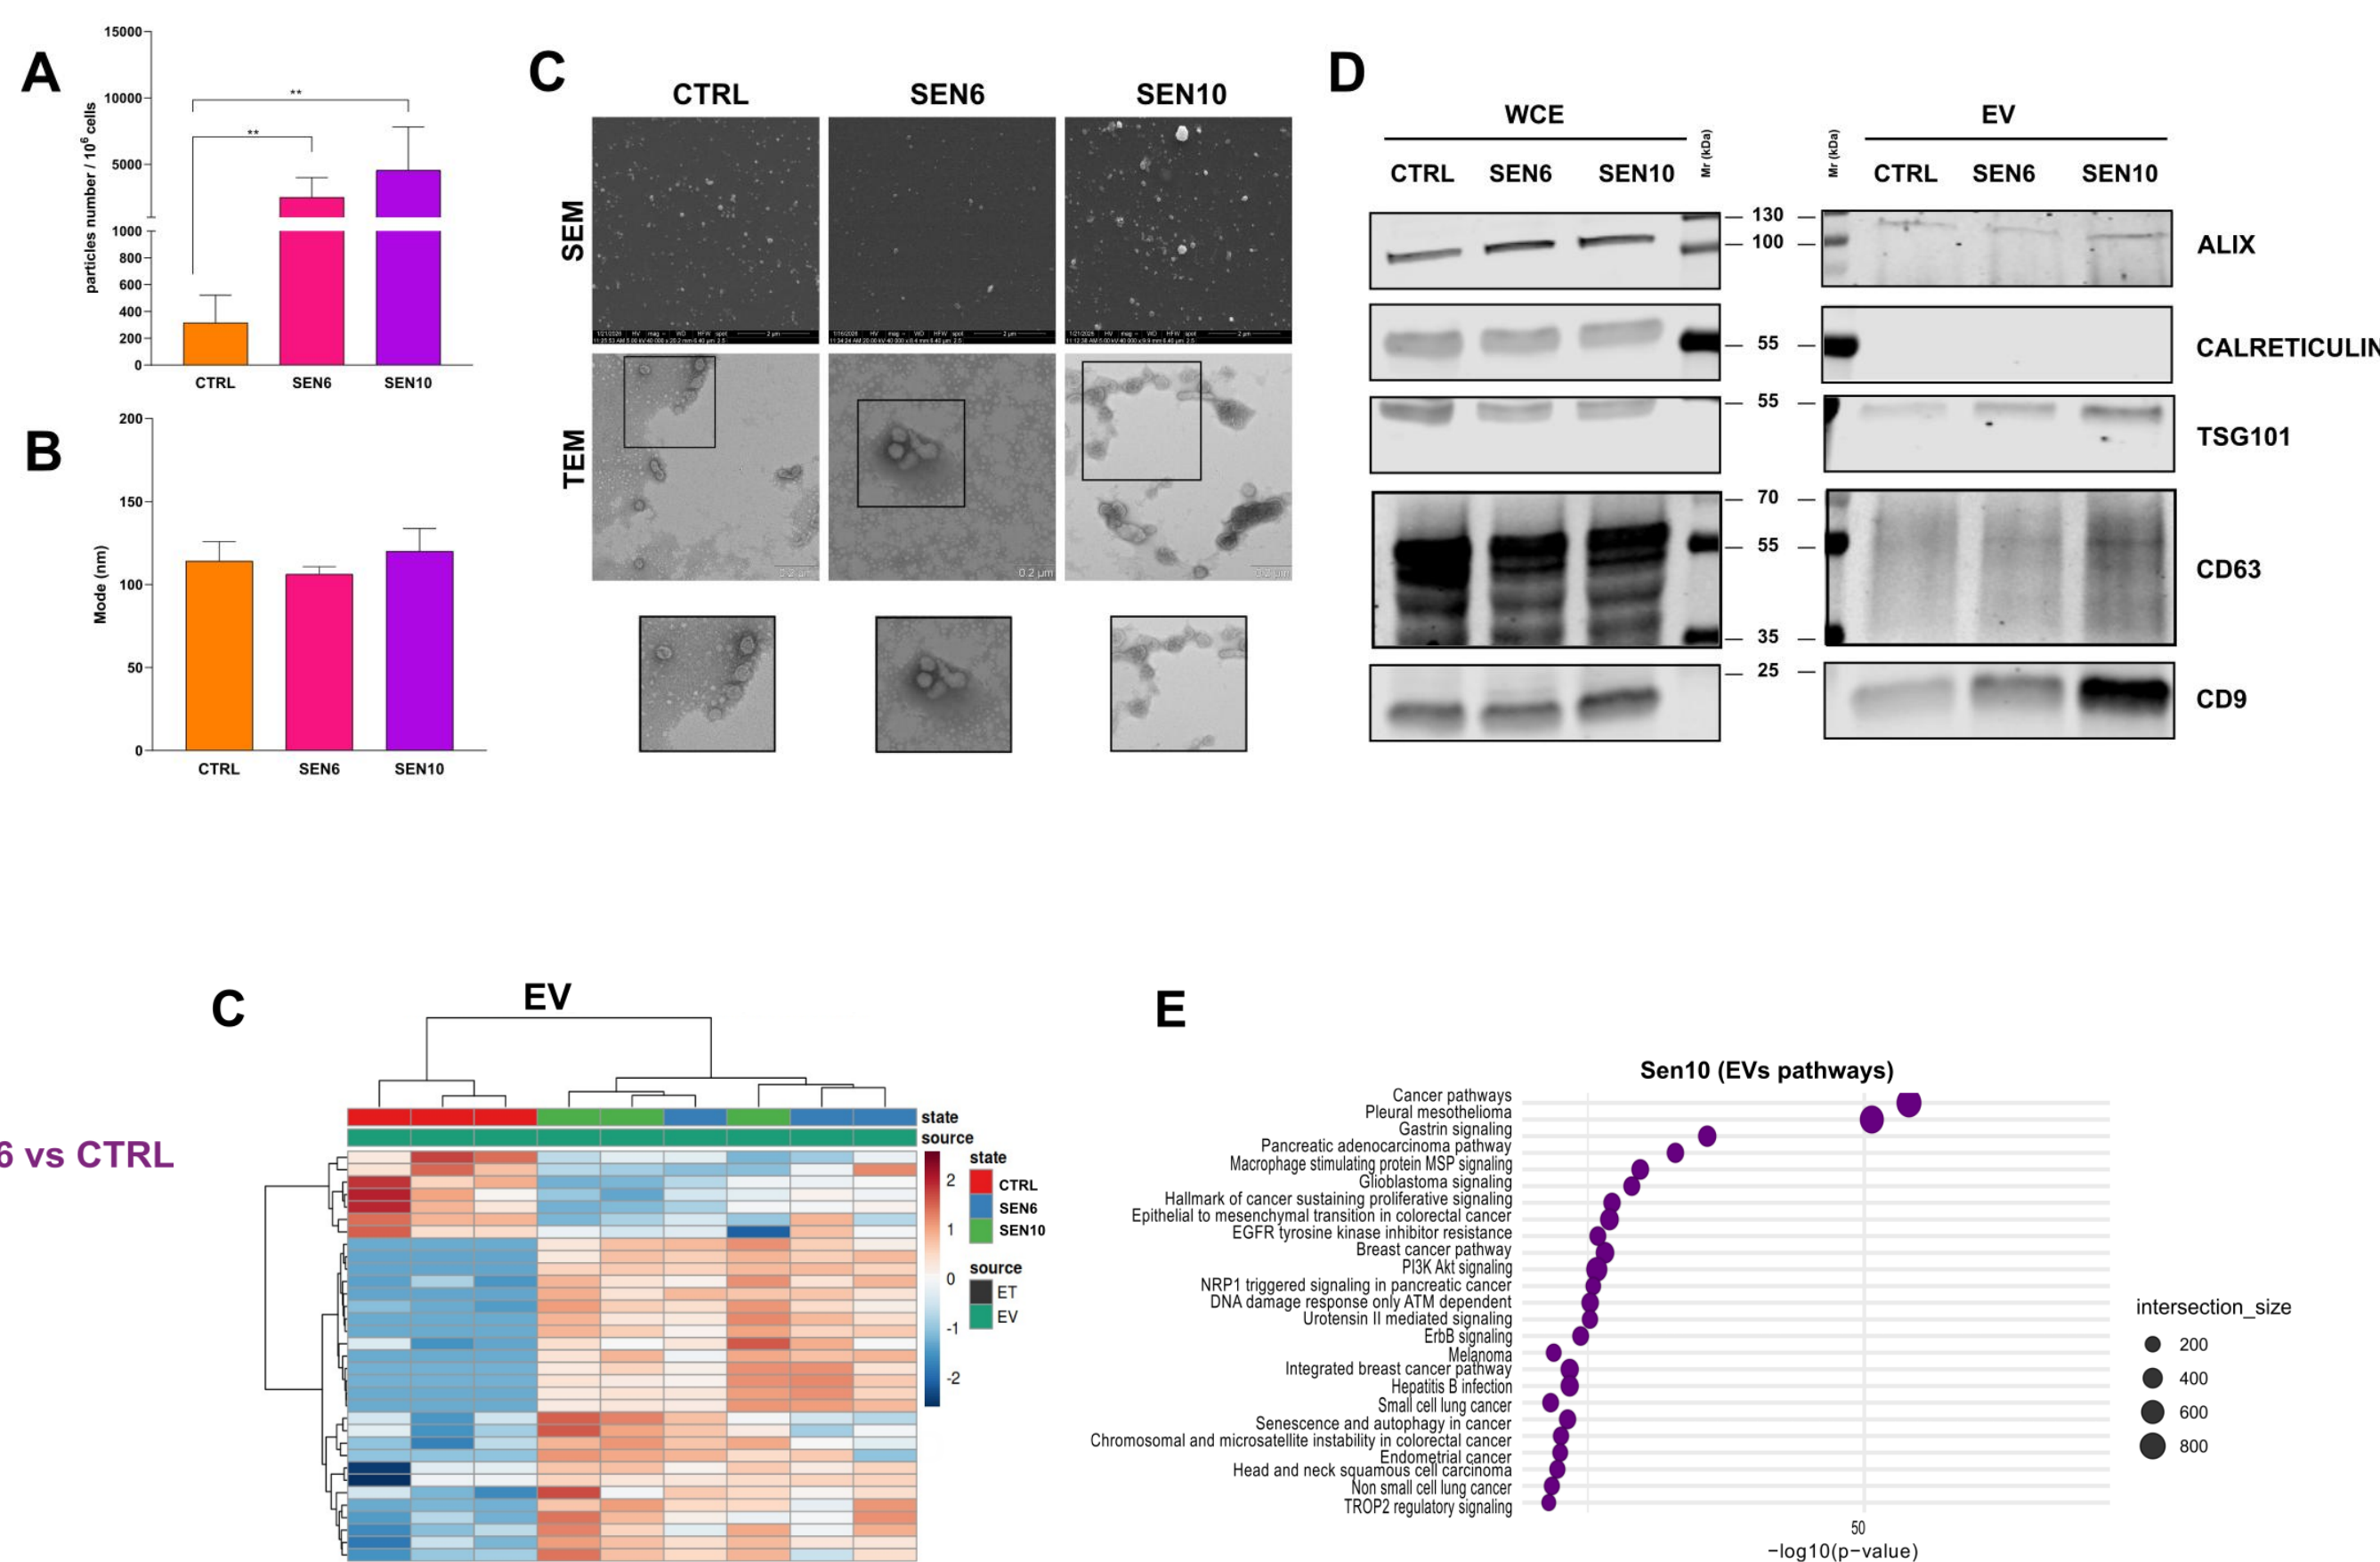 A
15000
10000
5000
1000
800
600
400
200
0
particles number / 10⁶ cells
**
**
CTRL
SEN6
SEN10
B
200
150
100
50
0
Mode (nm)
CTRL
SEN6
SEN10
C
CTRL
SEN6
SEN10
SEM
TEM
0.2 µm
0.2 µm
0.2 µm
D
WCE
EV
CTRL
SEN6
SEN10
Mr (kDa)
Mr (kDa)
CTRL
SEN6
SEN10
130
100
ALIX
55
CALRETICULIN
55
TSG101
70
55
35
CD63
25
CD9
6 vs CTRL
C
EV
state
source
state
CTRL
SEN6
SEN10
source
ET
EV
2
1
0
-1
-2
E
Sen10 (EVs pathways)
Cancer pathways
Pleural mesothelioma
Gastrin signaling
Pancreatic adenocarcinoma pathway
Macrophage stimulating protein MSP signaling
Glioblastoma signaling
Hallmark of cancer sustaining proliferative signaling
Epithelial to mesenchymal transition in colorectal cancer
EGFR tyrosine kinase inhibitor resistance
Breast cancer pathway
PI3K Akt signaling
NRP1 triggered signaling in pancreatic cancer
DNA damage response only ATM dependent
Urotensin II mediated signaling
ErbB signaling
Melanoma
Integrated breast cancer pathway
Hepatitis B infection
Small cell lung cancer
Senescence and autophagy in cancer
Chromosomal and microsatellite instability in colorectal cancer
Endometrial cancer
Head and neck squamous cell carcinoma
Non small cell lung cancer
TROP2 regulatory signaling
50
−log10(p−value)
intersection_size
200
400
600
800